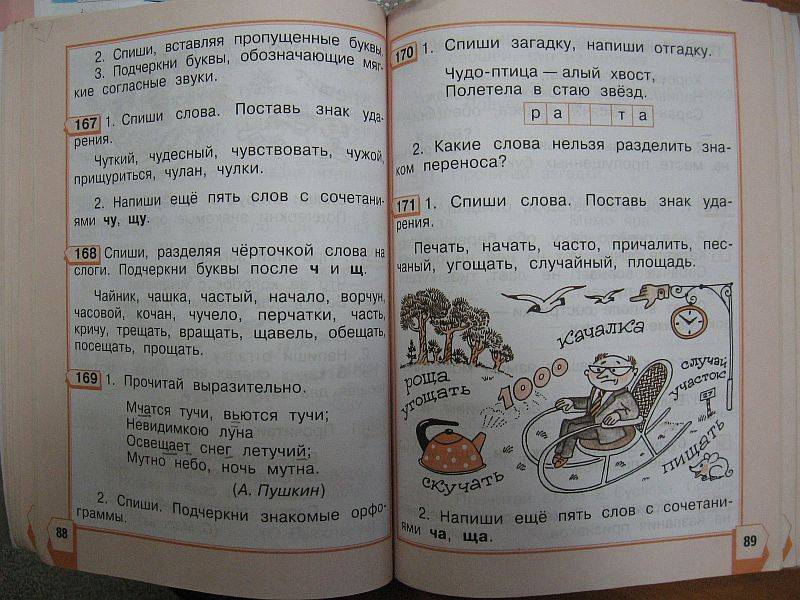 2. Спиши, вставляя пропущенные буквы.
3. Подчеркни буквы, обозначающие мяг-
кие согласные звуки.
167 1. Спиши слова. Поставь знак уда-
рения.
Чуткий, чудесный, чувствовать, чужой,
прищуриться, чулан, чулки.
2. Напиши ещё пять слов с сочетани-
ями чу, щу.
168 Спиши, разделяя чёрточкой слова на
слоги. Подчеркни буквы после ч и щ.
Чайник, чашка, частый, начало, ворчун,
часовой, кочан, чучело, перчатки, часть,
кричу, трещать, вращать, щавель, обещать,
посещать, прощать.
169 1. Прочитай выразительно.
Мчатся тучи, вьются тучи;
Невидимкою луна
Освещает снег летучий;
Мутно небо, ночь мутна.
(А. Пушкин)
2. Спиши. Подчеркни знакомые орфо-
граммы.
88
170 1. Спиши загадку, напиши отгадку.
Чудо-птица — алый хвост,
Полетела в стаю звёзд.
р а т а
2. Какие слова нельзя разделить зна-
ком переноса?
171 1. Спиши слова. Поставь знак уда-
рения.
Печать, начать, часто, причалить, пес-
чаный, угощать, случайный, площадь.
качалка
роща
угощать
1000
случай
участок
скучать
пищать
2. Напиши ещё пять слов с сочетани-
ями ча, ща.
89